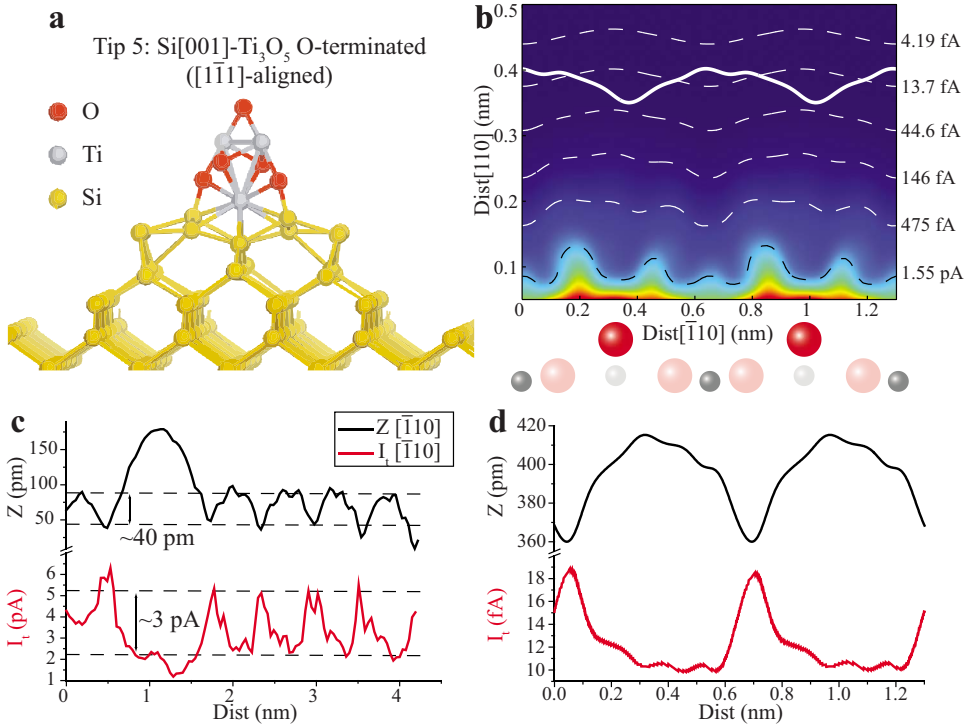 a
Tip 5: Si[001]-Ti₃O₅ O-terminated
([11̅1]-aligned)
O
Ti
Si
b
Dist[110] (nm)
0.5
0.4
0.3
0.2
0.1
4.19 fA
13.7 fA
44.6 fA
146 fA
475 fA
1.55 pA
0 0.2 0.4 0.6 0.8 1.0 1.2
Dist[1̅10] (nm)
c
Z [1̅10]
Iₜ [1̅10]
Z (pm)
150
100
50
~40 pm
Iₜ (pA)
6
5
4
3
2
1
~3 pA
0 1 2 3 4
Dist (nm)
d
Z (pm)
420
400
380
360
Iₜ (fA)
18
16
14
12
10
0.0 0.2 0.4 0.6 0.8 1.0 1.2
Dist (nm)